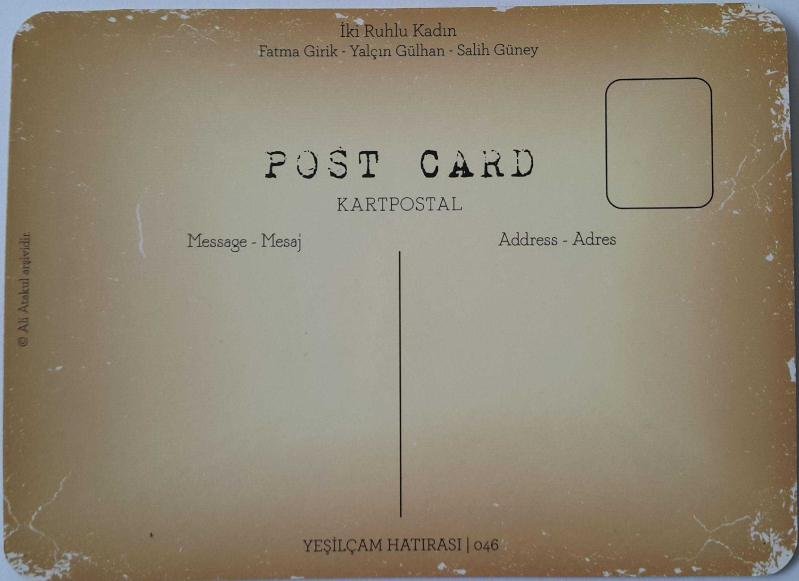 İki Ruhlu Kadın
Fatma Girik - Yalçın Gülhan - Salih Güney
POST CARD
KARTPOSTAL
Message - Mesaj
Address - Adres
© Ali Atakul arşividir.
YEŞİLÇAM HATIRASI | 046